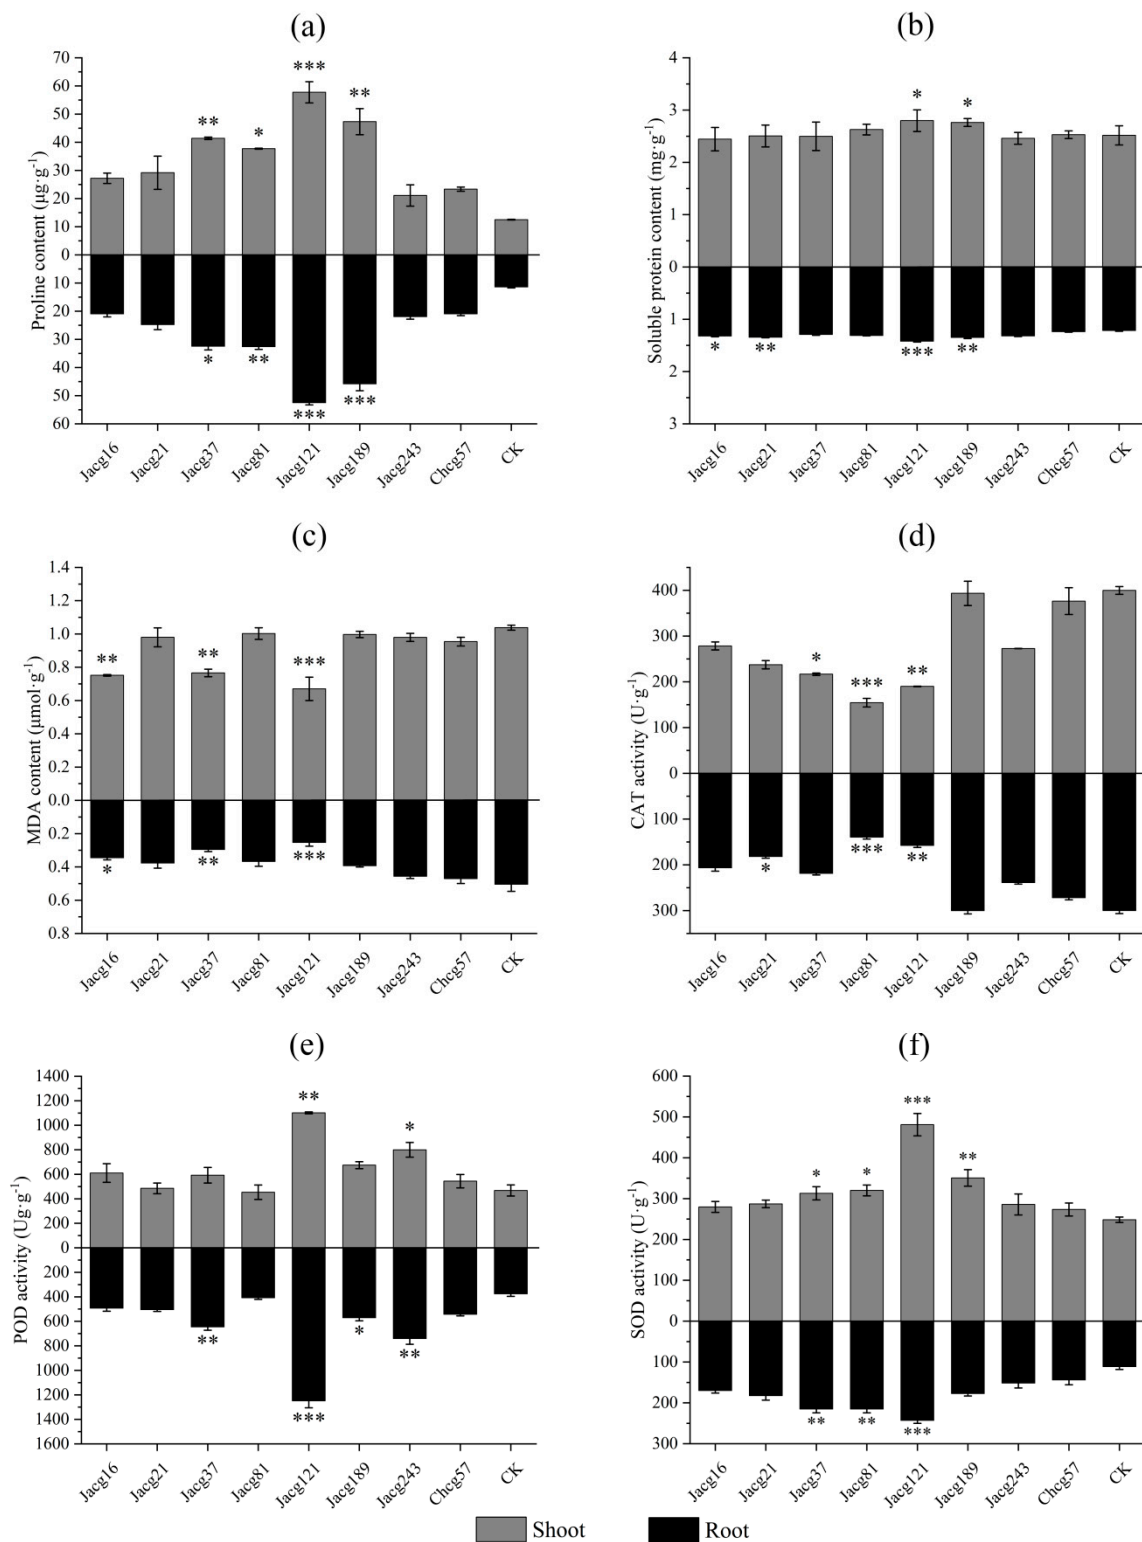 (a)
Proline content (μg·g⁻¹)
70
60
50
40
30
20
10
0
10
20
30
40
50
60
** * *** **
* ** *** ***
Jacg16 Jacg21 Jacg37 Jacg81 Jacg121 Jacg189 Jacg243 Chcg57 CK
(b)
Soluble protein content (mg·g⁻¹)
4
3
2
1
0
1
2
3
* *
* ** *** **
Jacg16 Jacg21 Jacg37 Jacg81 Jacg121 Jacg189 Jacg243 Chcg57 CK
(c)
MDA content (μmol·g⁻¹)
1.4
1.2
1.0
0.8
0.6
0.4
0.2
0.0
0.2
0.4
0.6
0.8
** ** ***
* ** ***
Jacg16 Jacg21 Jacg37 Jacg81 Jacg121 Jacg189 Jacg243 Chcg57 CK
(d)
CAT activity (U·g⁻¹)
400
300
200
100
0
100
200
300
* *** **
* *** **
Jacg16 Jacg21 Jacg37 Jacg81 Jacg121 Jacg189 Jacg243 Chcg57 CK
(e)
POD activity (Ug·g⁻¹)
1400
1200
1000
800
600
400
200
0
200
400
600
800
1000
1200
1400
1600
** *
** *** * **
Jacg16 Jacg21 Jacg37 Jacg81 Jacg121 Jacg189 Jacg243 Chcg57 CK
(f)
SOD activity (U·g⁻¹)
600
500
400
300
200
100
0
100
200
300
* * *** **
** ** ***
Jacg16 Jacg21 Jacg37 Jacg81 Jacg121 Jacg189 Jacg243 Chcg57 CK
Shoot Root